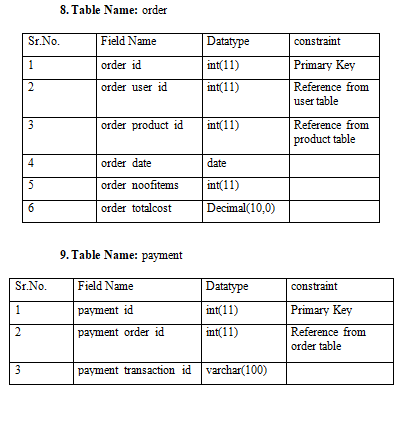 8. Table Name: order
Sr.No. Field Name Datatype constraint
1 order id int(11) Primary Key
2 order user id int(11) Reference from
user table
3 order product id int(11) Reference from
product table
4 order date date
5 order noofitems int(11)
6 order totalcost Decimal(10,0)
9. Table Name: payment
Sr.No. Field Name Datatype constraint
1 payment id int(11) Primary Key
2 payment order id int(11) Reference from
order table
3 payment transaction id varchar(100)